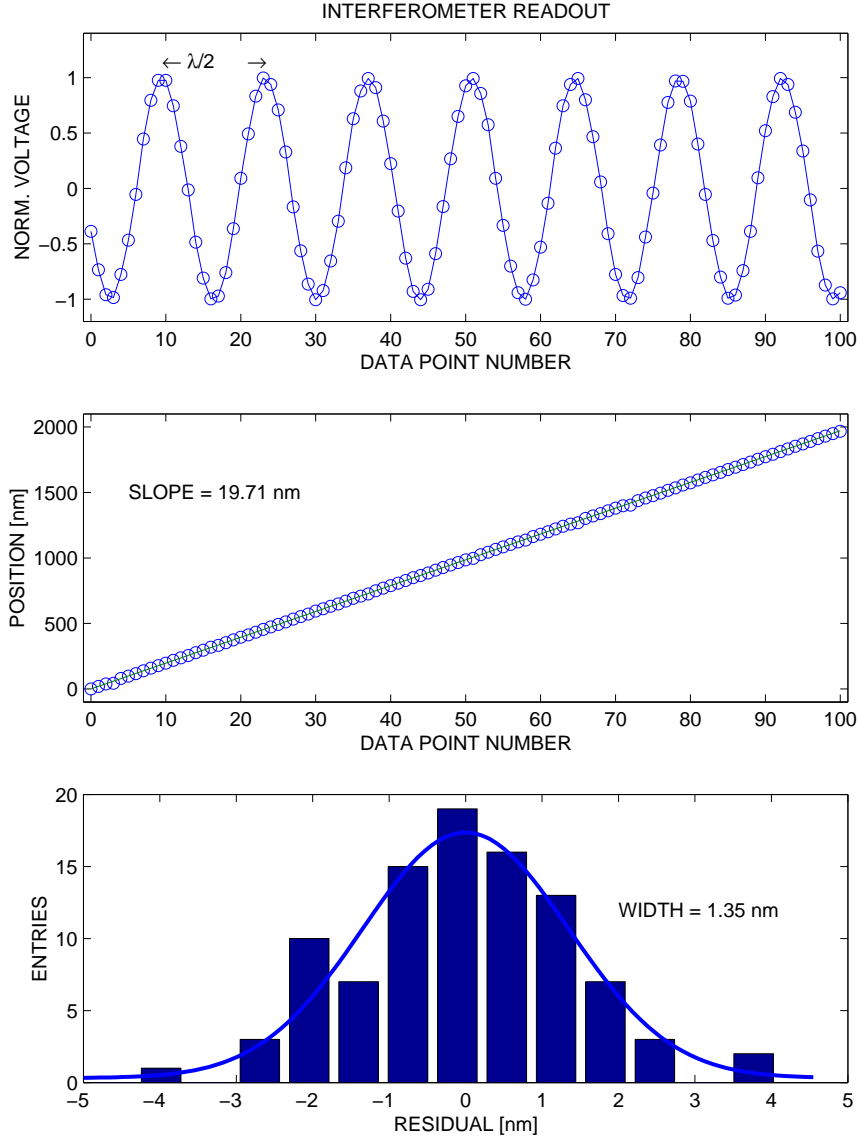 INTERFEROMETER READOUT
NORM. VOLTAGE
1
0.5
0
−0.5
−1
← λ/2 →
0 10 20 30 40 50 60 70 80 90 100
DATA POINT NUMBER
POSITION [nm]
2000
1500
1000
500
0
SLOPE = 19.71 nm
0 10 20 30 40 50 60 70 80 90 100
DATA POINT NUMBER
ENTRIES
20
15
10
5
0
WIDTH = 1.35 nm
−5 −4 −3 −2 −1 0 1 2 3 4 5
RESIDUAL [nm]